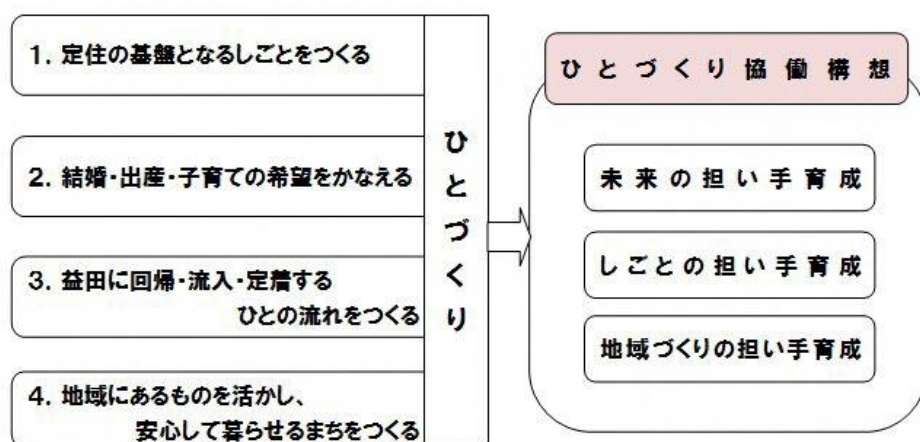 1. 定住の基盤となるしごとをつくる
2. 結婚・出産・子育ての希望をかなえる
3. 益田に回帰・流入・定着する
ひとの流れをつくる
4. 地域にあるものを活かし、
安心して暮らせるまちをつくる
ひとづくり
ひとづくり協働構想
未来の担い手育成
しごとの担い手育成
地域づくりの担い手育成